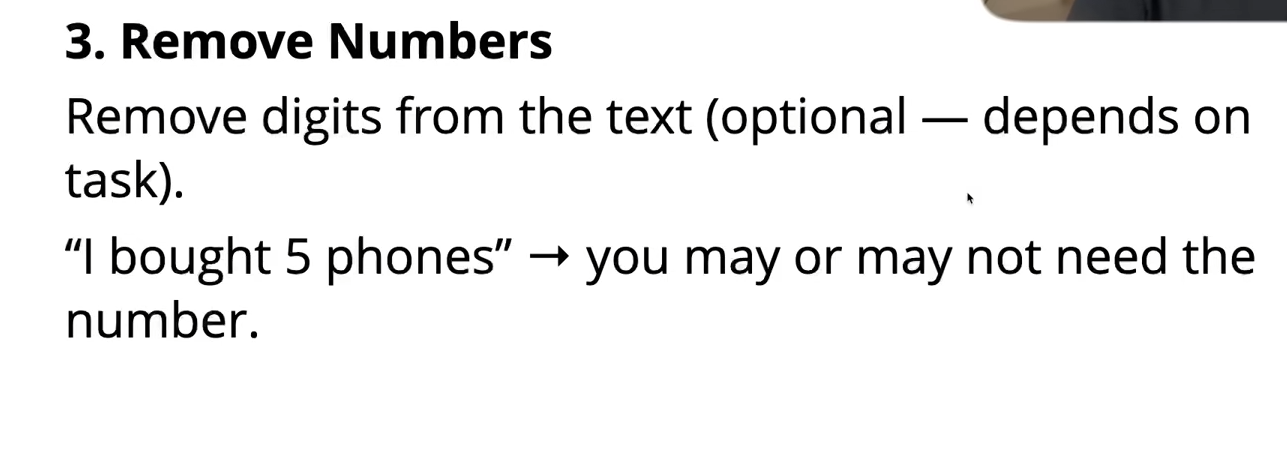 3. Remove Numbers
Remove digits from the text (optional — depends on
task).
“I bought 5 phones” → you may or may not need the
number.